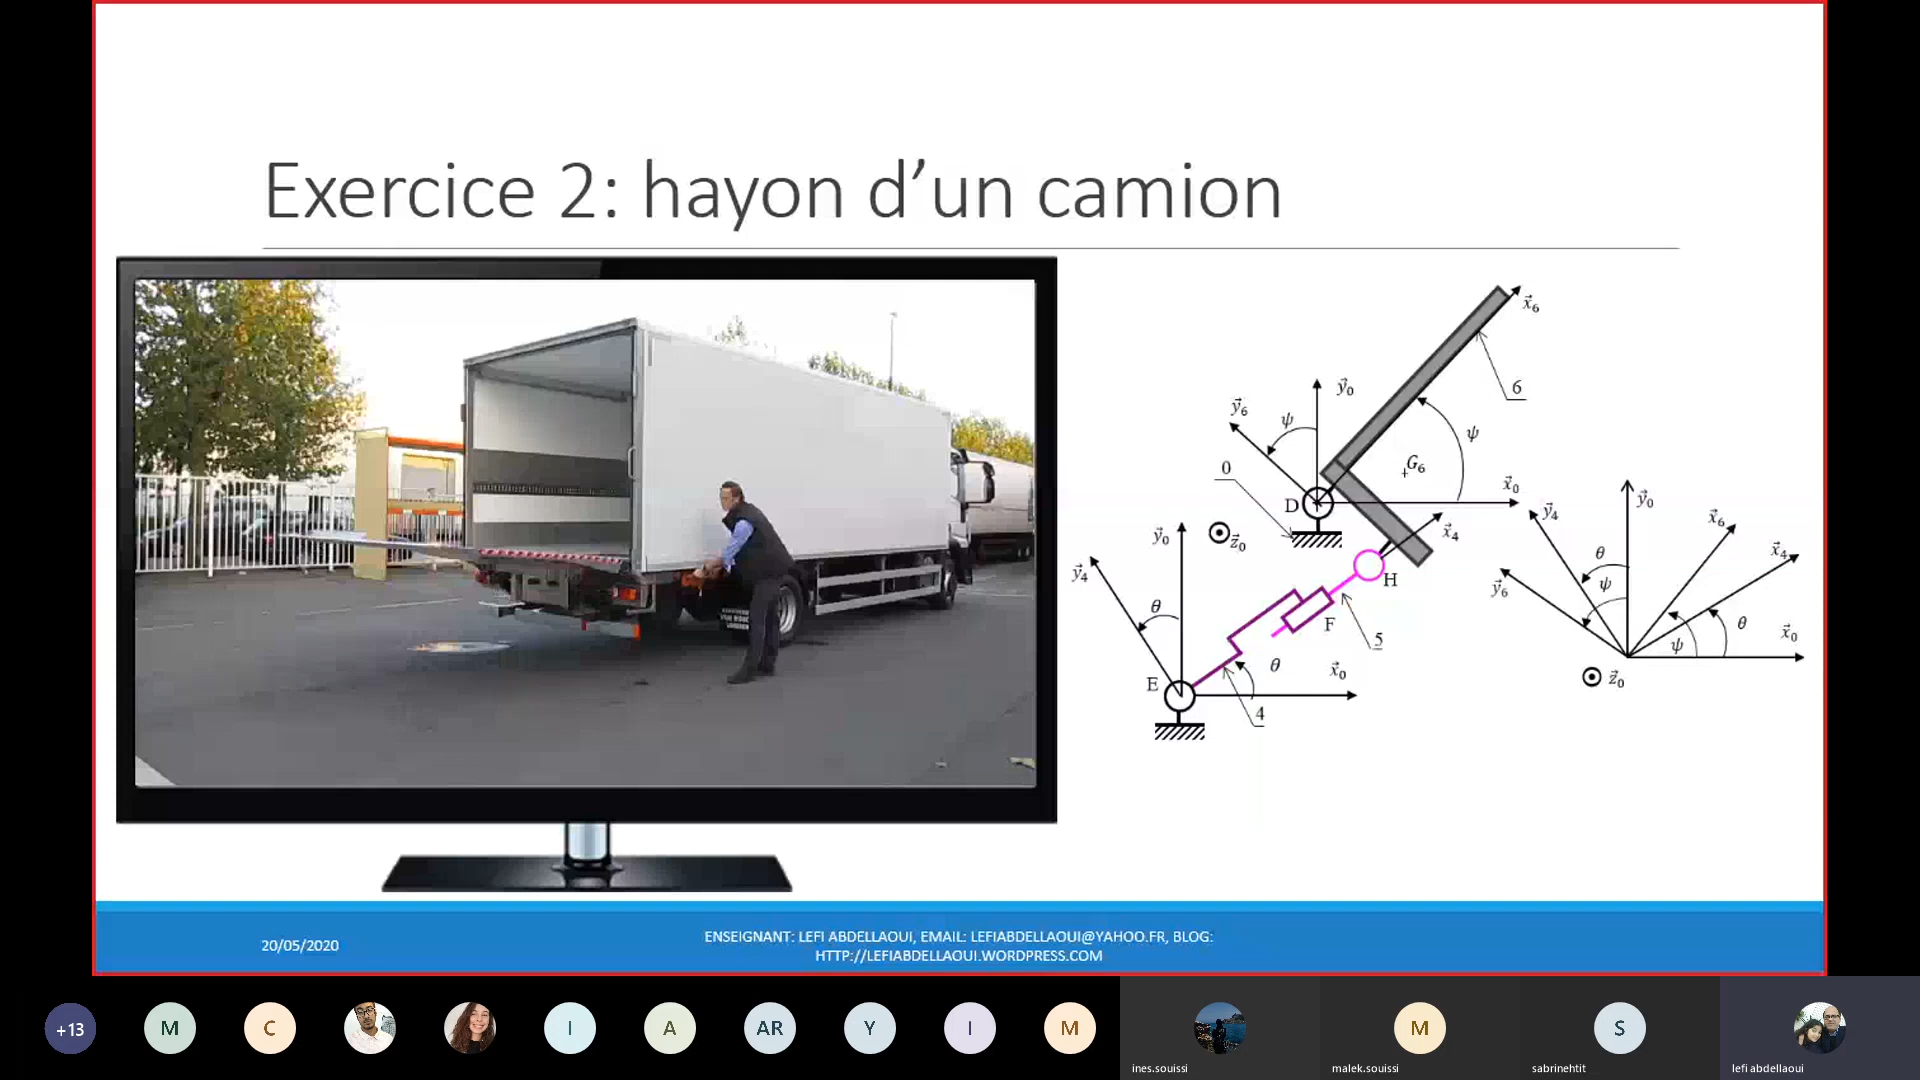 Exercice 2: hayon d’un camion
x⃗₆
6
y⃗₀
y⃗₆
ψ
ψ
G₆
0
D
x⃗₀
z⃗₀
x⃗₄
H
y⃗₀
y⃗₄
θ
F
5
E
θ
x⃗₀
4
y⃗₀
y⃗₄
x⃗₆
θ
x⃗₄
ψ
y⃗₆
θ
x⃗₀
ψ
z⃗₀
20/05/2020
ENSEIGNANT: LEFI ABDELLAOUI, EMAIL: LEFIABDELLAOUI@YAHOO.FR, BLOG:
HTTP://LEFIABDELLAOUI.WORDPRESS.COM
+13
M
C
I
A
AR
Y
I
M
M
S
ines.souissi
malek.souissi
sabrinehtit
lefi abdellaoui